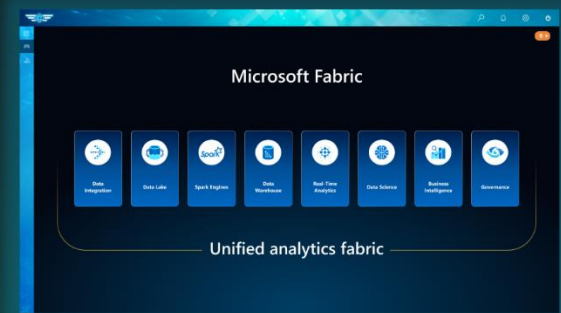 Microsoft Fabric
Spark
Data
Integration
Data Lake
Spark Engines
Data
Warehouse
Real-Time
Analytics
Data Science
Business
Intelligence
Governance
Unified analytics fabric